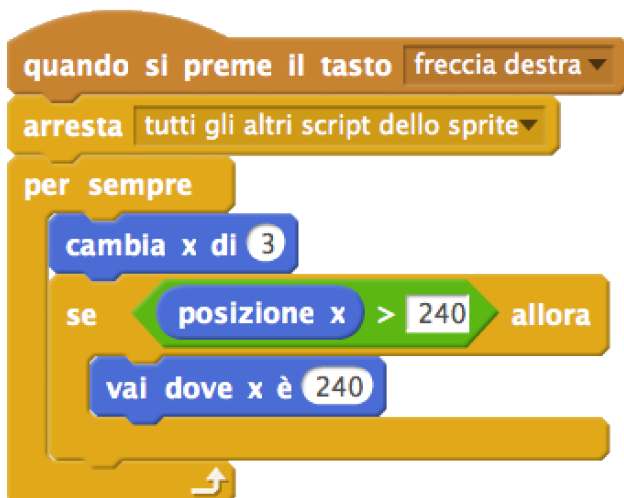 quando si preme il tasto freccia destra
arresta tutti gli altri script dello sprite
per sempre
cambia x di 3
se posizione x > 240 allora
vai dove x è 240